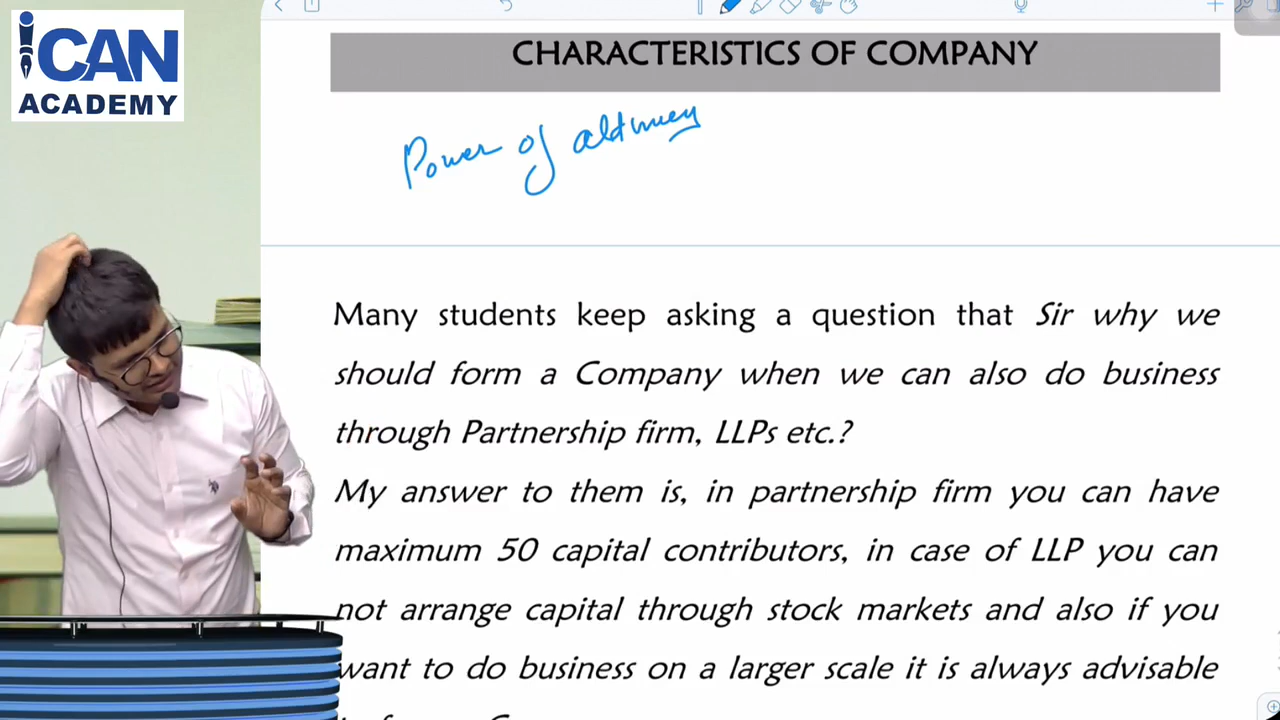 iCAN
ACADEMY
CHARACTERISTICS OF COMPANY
Power of
Many students keep asking a question that Sir why we
should form a Company when we can also do business
through Partnership firm, LLPs etc.?
My answer to them is, in partnership firm you can have
maximum 50 capital contributors, in case of LLP you can
not arrange capital through stock markets and also if you
want to do business on a larger scale it is always advisable